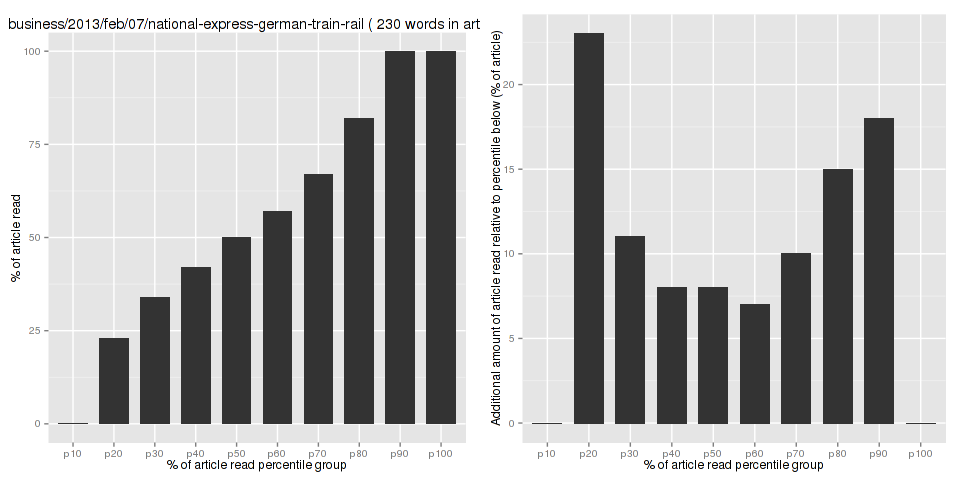 business/2013/feb/07/national-express-german-train-rail ( 230 words in art
% of article read
100
75
50
25
0
p10 p20 p30 p40 p50 p60 p70 p80 p90 p100
% of article read percentile group
Additional amount of article read relative to percentile below (% of article)
20
15
10
5
0
p10 p20 p30 p40 p50 p60 p70 p80 p90 p100
% of article read percentile group